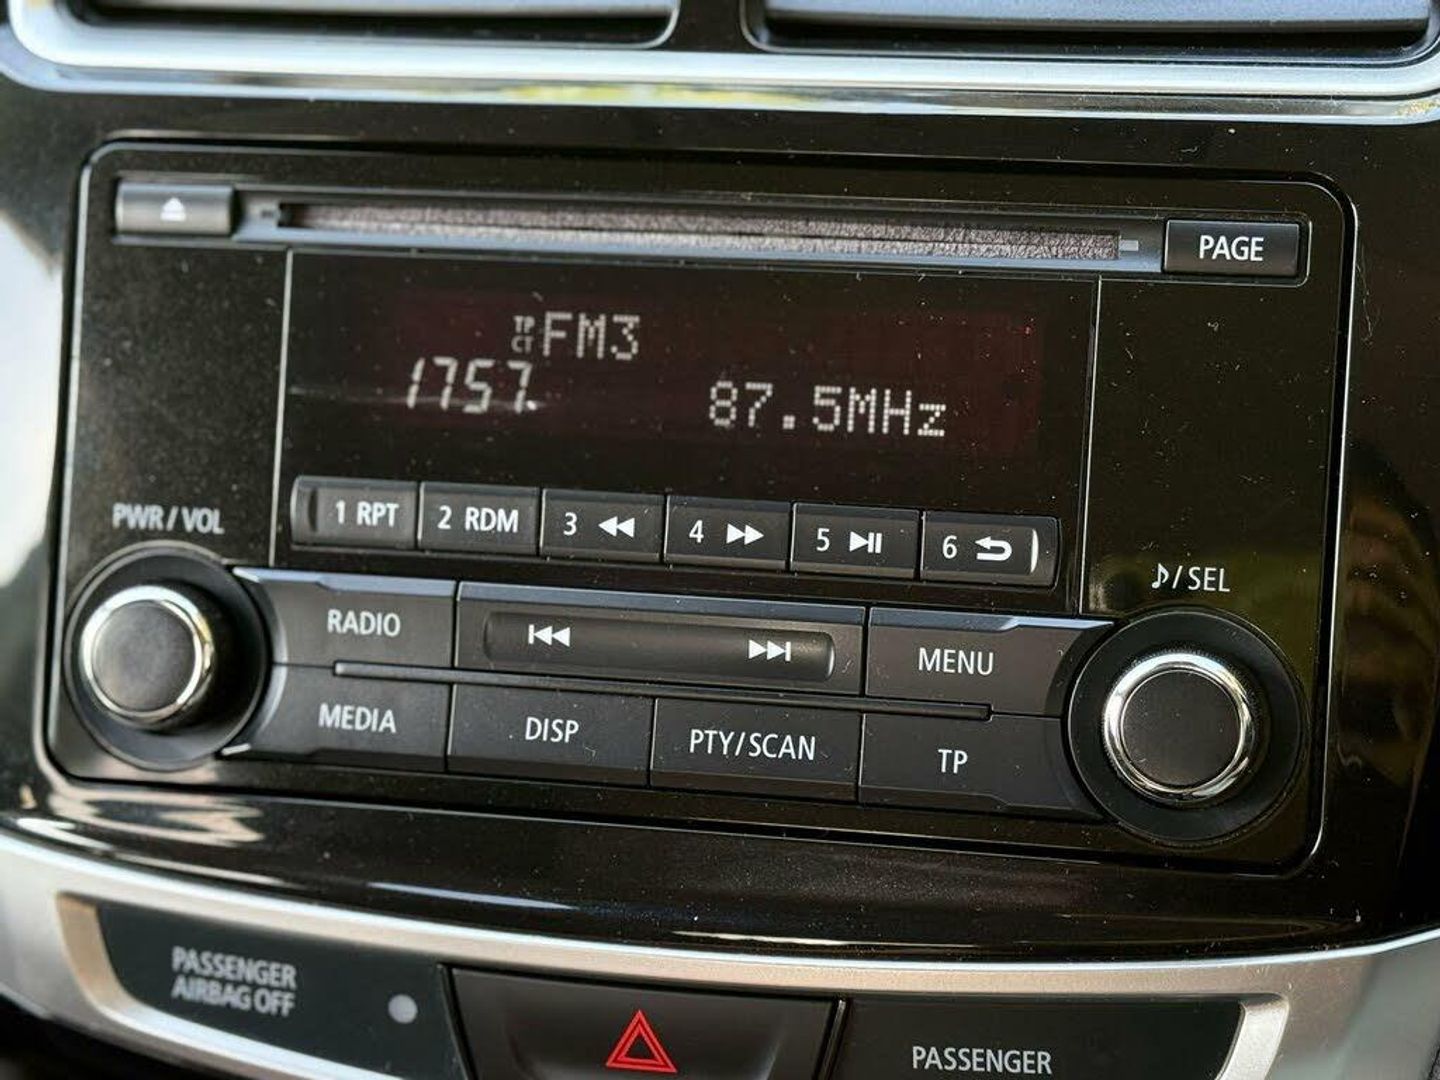 PAGE
TP
CT
FM3
1757
87.5MHz
PWR / VOL
1 RPT
2 RDM
3
4
5
6
♪/ SEL
RADIO
MENU
MEDIA
DISP
PTY/SCAN
TP
PASSENGER
AIRBAG OFF
PASSENGER